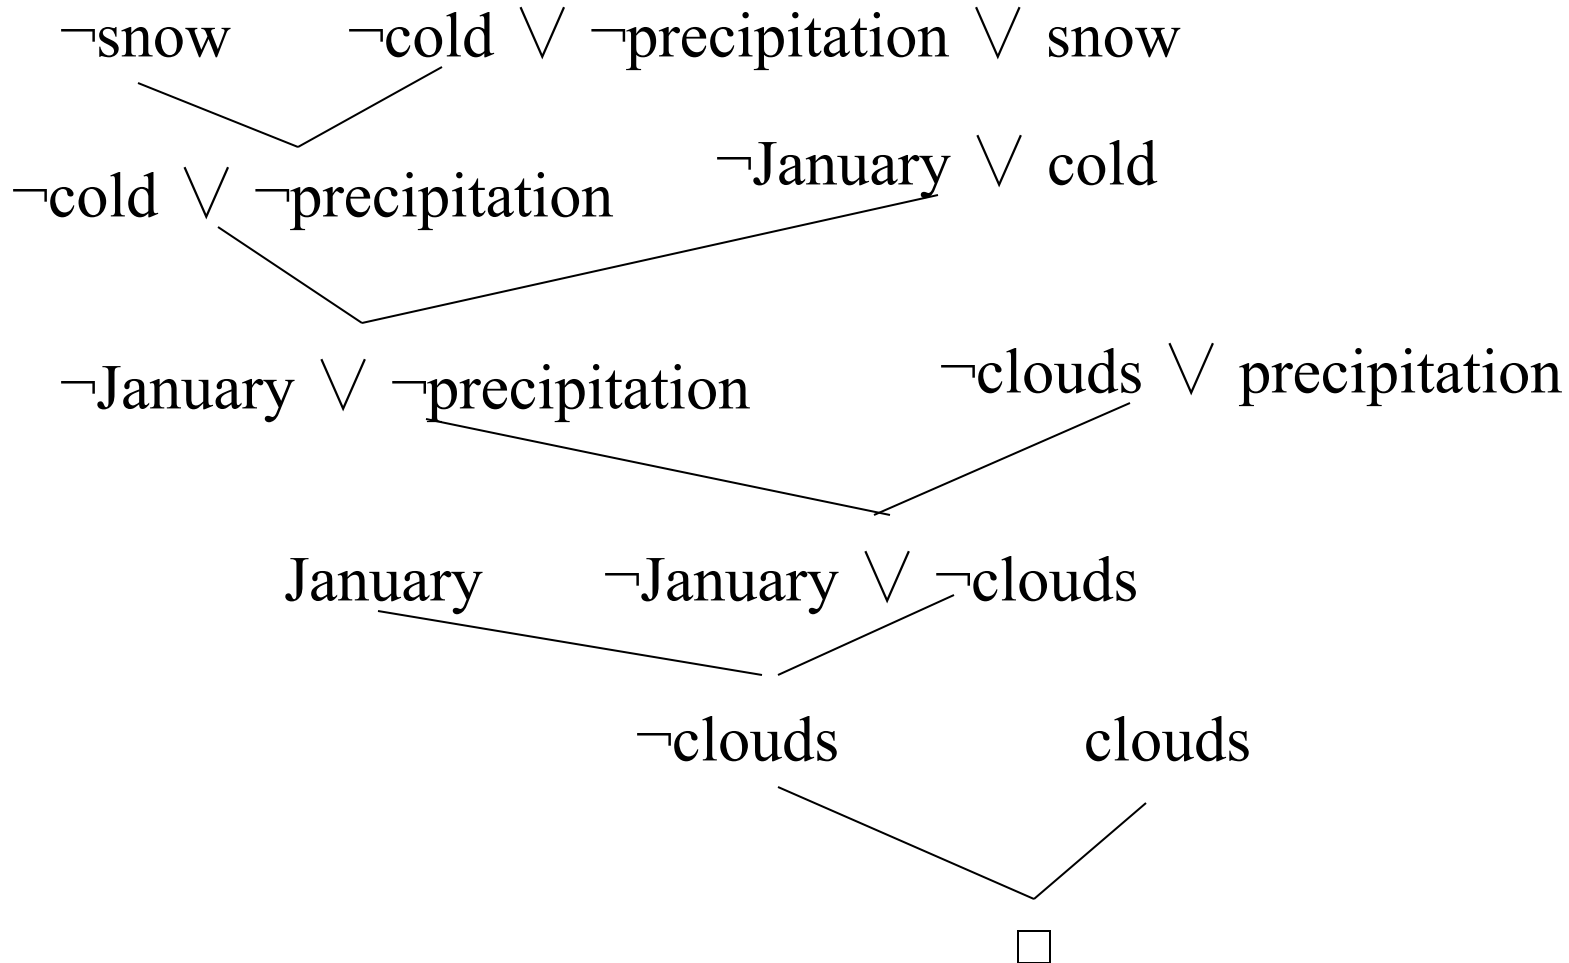 ¬snow ¬cold ∨ ¬precipitation ∨ snow
¬January ∨ cold
¬cold ∨ ¬precipitation
¬clouds ∨ precipitation
¬January ∨ ¬precipitation
January ¬January ∨ ¬clouds
¬clouds clouds
□